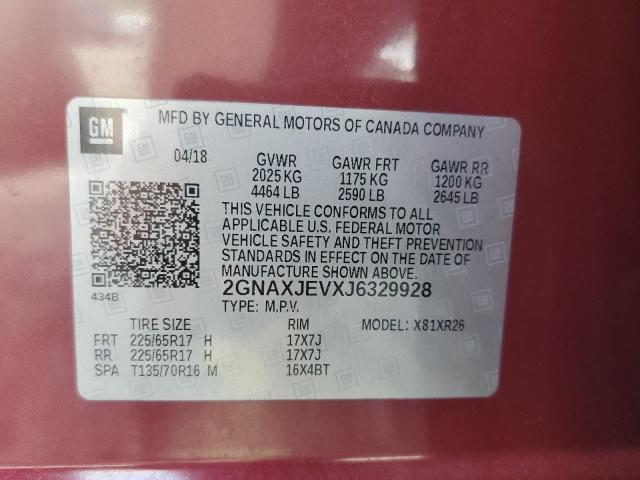 GM
MFD BY GENERAL MOTORS OF CANADA COMPANY
04/18 GVWR GAWR FRT GAWR RR
2025 KG 1175 KG 1200 KG
4464 LB 2590 LB 2645 LB
THIS VEHICLE CONFORMS TO ALL
APPLICABLE U.S. FEDERAL MOTOR
VEHICLE SAFETY AND THEFT PREVENTION
STANDARDS IN EFFECT ON THE DATE OF
MANUFACTURE SHOWN ABOVE.
434B 2GNAXJEVXJ6329928
TYPE: M.P.V.
TIRE SIZE RIM MODEL: X81XR26
FRT 225/65R17 H 17X7J
RR 225/65R17 H 17X7J
SPA T135/70R16 M 16X4BT